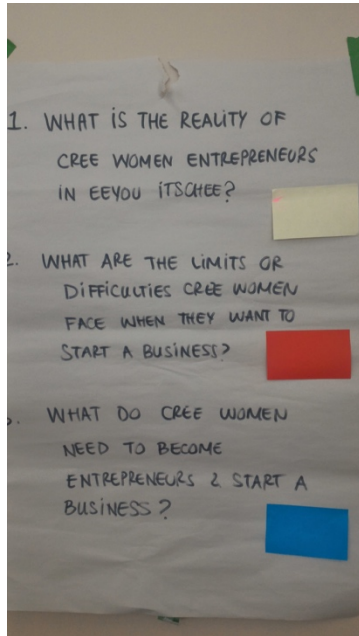 1. WHAT iS THE REALiTY OF
CREE WOMEN ENTREPRENEURS
IN EEYOU iTSCHEE?
2. WHAT ARE THE LiMiTS OR
DiFFiCULTiES CREE WOMEN
FACE WHEN THEY WANT TO
START A BUSiNESS?
WHAT DO CREE WOMEN
NEED TO BECOME
ENTREPRENEURS & START A
BUSiNESS?